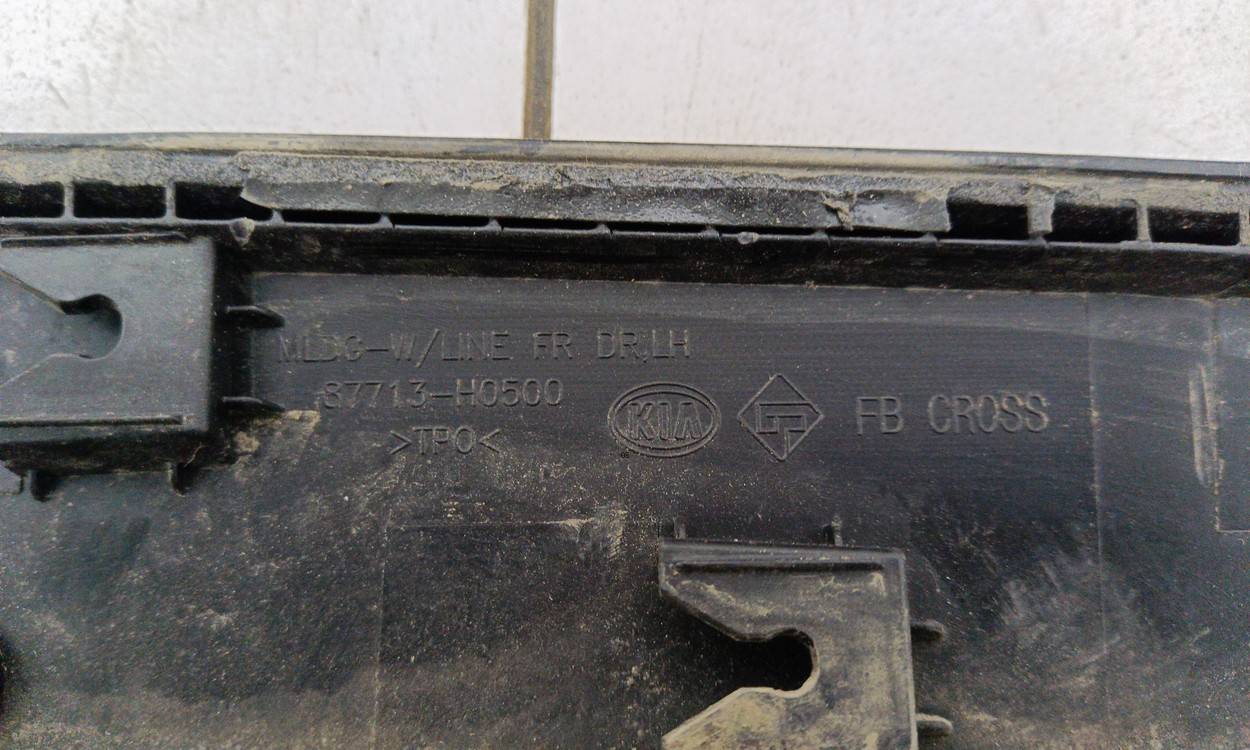 MLDG-W/LINE FR DR,LH
87713-H0500
>TPO<
KIA
FB CROSS